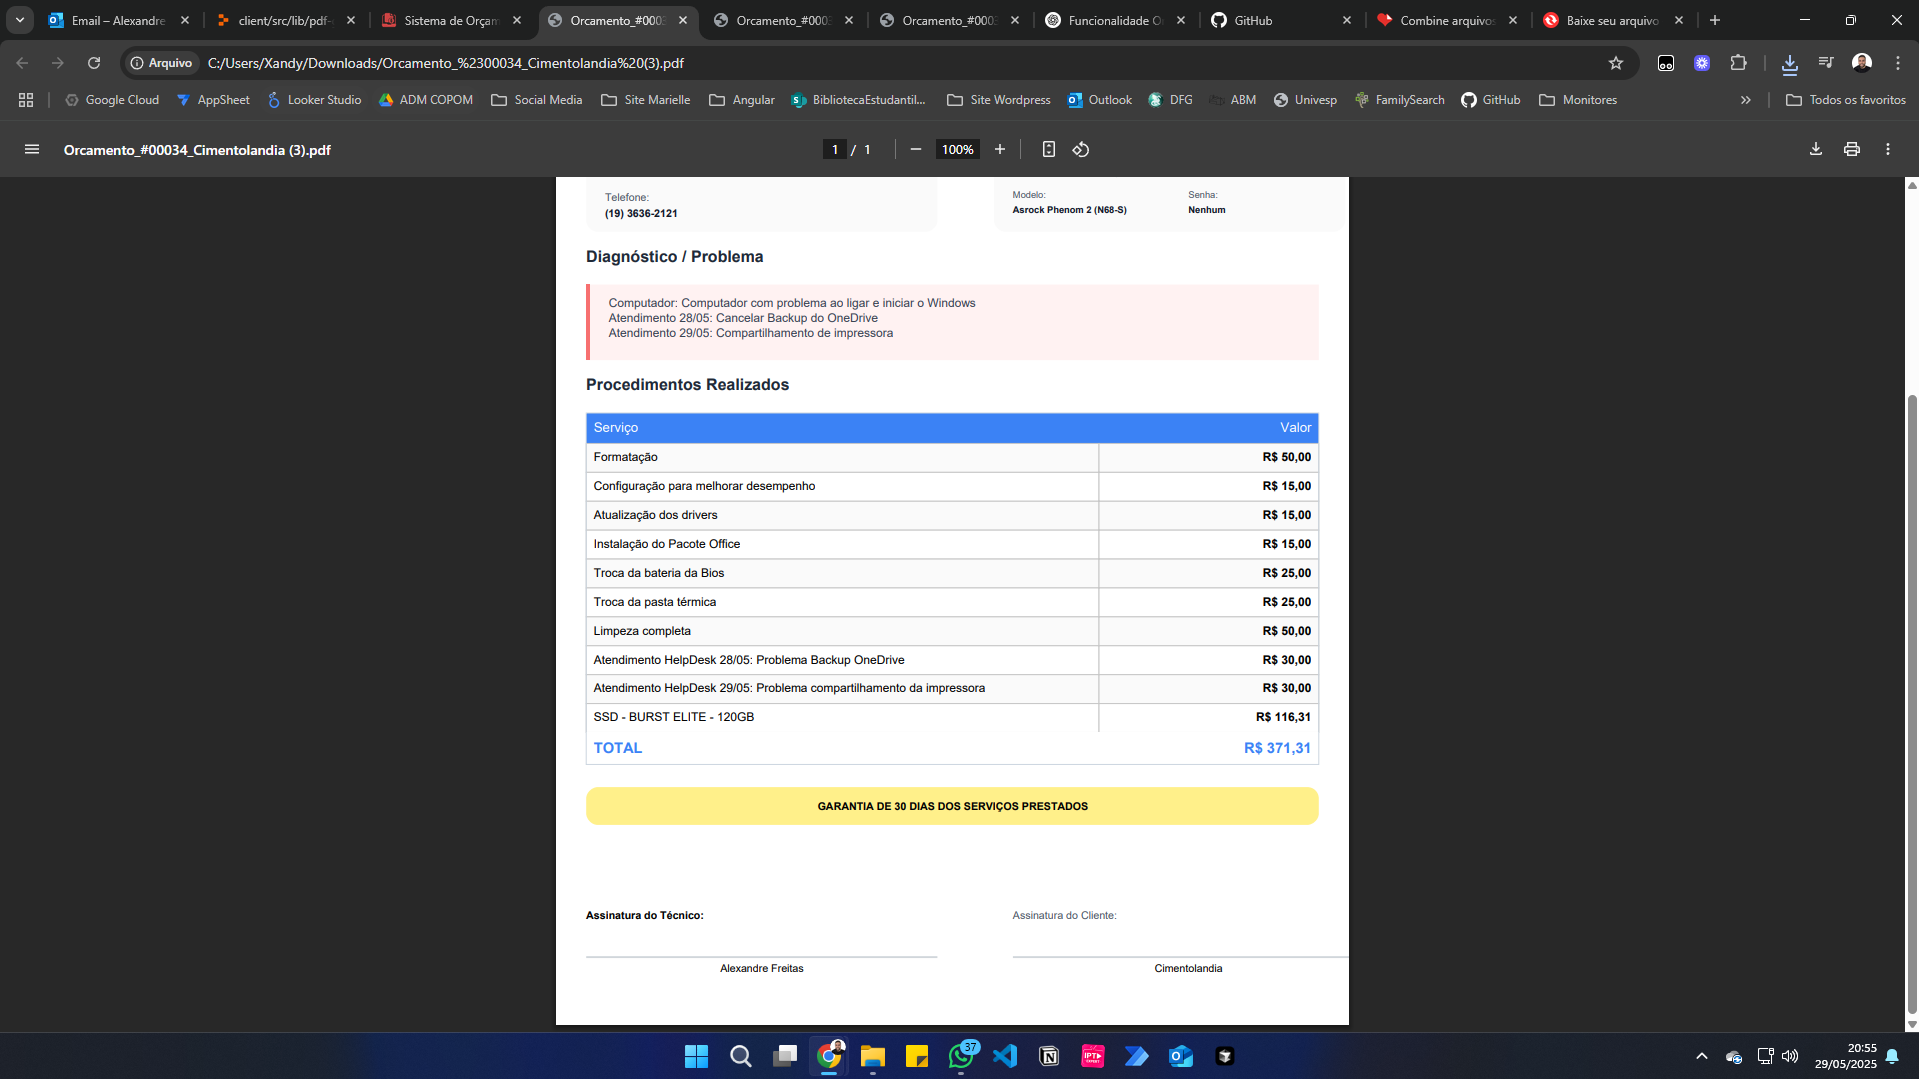 Email – Alexandre
client/src/lib/pdf-
Sistema de Orçam
Orcamento_#0003
Orcamento_#0003
Orcamento_#0003
Funcionalidade O
GitHub
Combine arquivos
Baixe seu arquivo
Arquivo
C:/Users/Xandy/Downloads/Orcamento_%2300034_Cimentolandia%20(3).pdf
Google Cloud
AppSheet
Looker Studio
ADM COPOM
Social Media
Site Marielle
Angular
BibliotecaEstudantil...
Site Wordpress
Outlook
DFG
ABM
Univesp
FamilySearch
GitHub
Monitores
Todos os favoritos
Orcamento_#00034_Cimentolandia (3).pdf
1 / 1
100%
Telefone:
(19) 3636-2121
Modelo:
Asrock Phenom 2 (N68-S)
Senha:
Nenhum
Diagnóstico / Problema
Computador: Computador com problema ao ligar e iniciar o Windows
Atendimento 28/05: Cancelar Backup do OneDrive
Atendimento 29/05: Compartilhamento de impressora
Procedimentos Realizados
Serviço Valor
Formatação R$ 50,00
Configuração para melhorar desempenho R$ 15,00
Atualização dos drivers R$ 15,00
Instalação do Pacote Office R$ 15,00
Troca da bateria da Bios R$ 25,00
Troca da pasta térmica R$ 25,00
Limpeza completa R$ 50,00
Atendimento HelpDesk 28/05: Problema Backup OneDrive R$ 30,00
Atendimento HelpDesk 29/05: Problema compartilhamento da impressora R$ 30,00
SSD - BURST ELITE - 120GB R$ 116,31
TOTAL R$ 371,31
GARANTIA DE 30 DIAS DOS SERVIÇOS PRESTADOS
Assinatura do Técnico:
Assinatura do Cliente:
Alexandre Freitas
Cimentolandia
37
20:55
29/05/2025